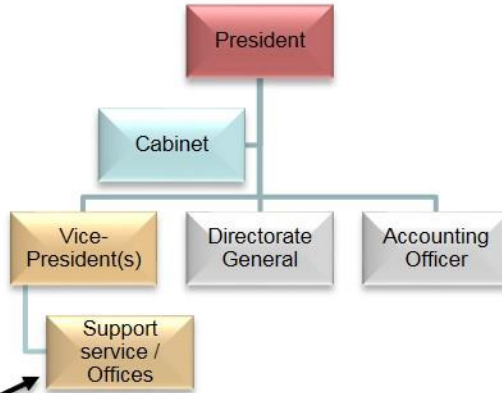 President
Cabinet
Vice-
President(s)
Directorate
General
Accounting
Officer
Support
service /
Offices